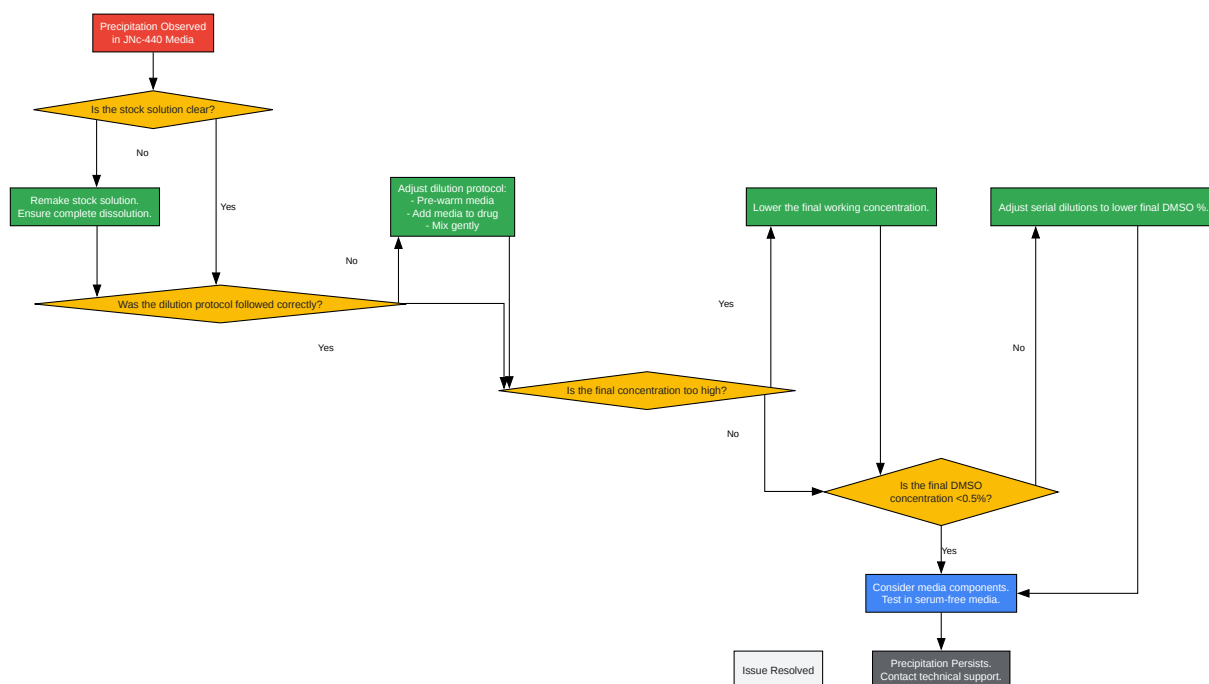 Precipitation Observed
in JNc-440 Media
Is the stock solution clear?
No
Yes
Remake stock solution.
Ensure complete dissolution.
Adjust dilution protocol:
- Pre-warm media
- Add media to drug
- Mix gently
Lower the final working concentration.
Adjust serial dilutions to lower final DMSO %.
No
Was the dilution protocol followed correctly?
Yes
Yes
No
Is the final concentration too high?
No
Is the final DMSO
concentration <0.5%?
Yes
Consider media components.
Test in serum-free media.
Issue Resolved
Precipitation Persists.
Contact technical support.